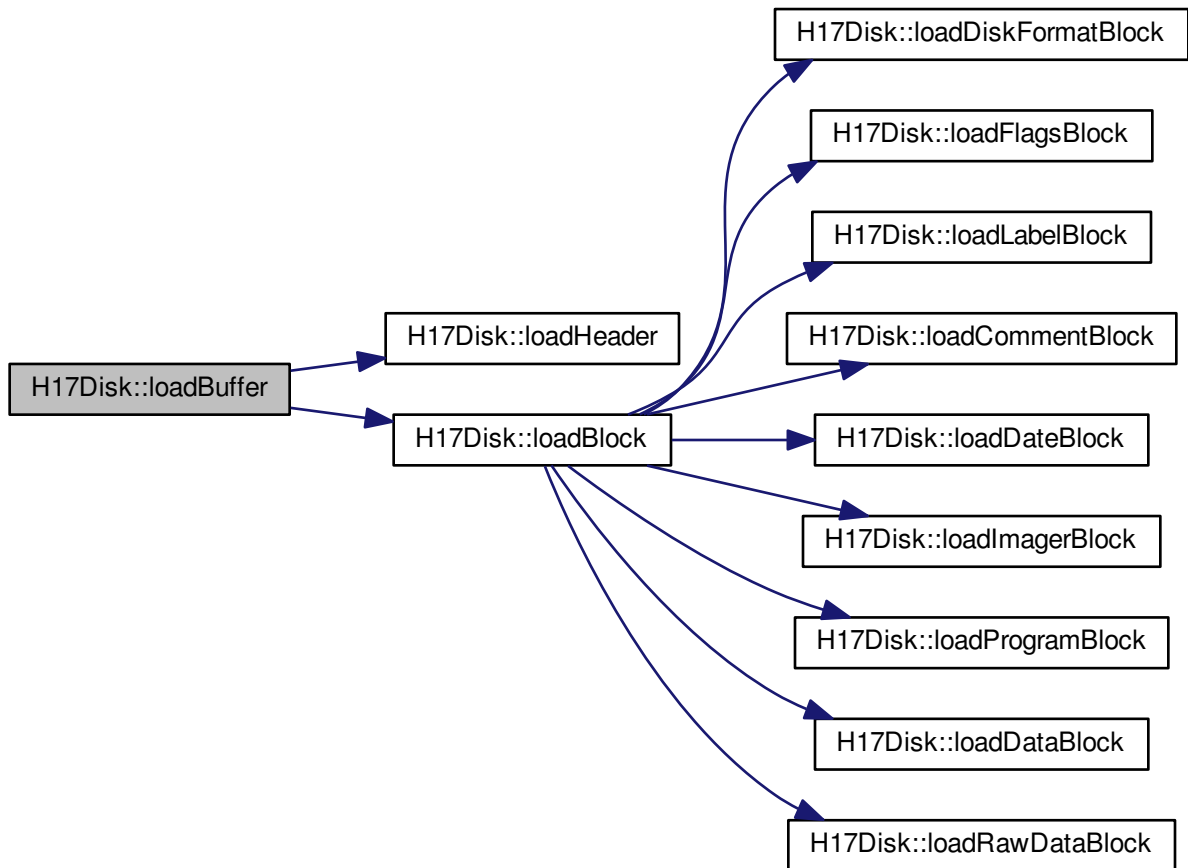 H17Disk::loadDiskFormatBlock
H17Disk::loadFlagsBlock
H17Disk::loadLabelBlock
H17Disk::loadHeader
H17Disk::loadCommentBlock
H17Disk::loadBuffer
H17Disk::loadBlock
H17Disk::loadDateBlock
H17Disk::loadImagerBlock
H17Disk::loadProgramBlock
H17Disk::loadDataBlock
H17Disk::loadRawDataBlock